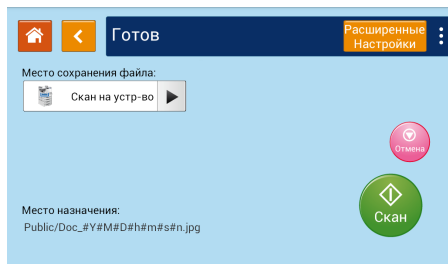 Готов
Расширенные
Настройки
Место сохранения файла:
Скан на устр-во
Отмена
Скан
Место назначения:
Public/Doc_#Y#M#D#h#m#s#n.jpg